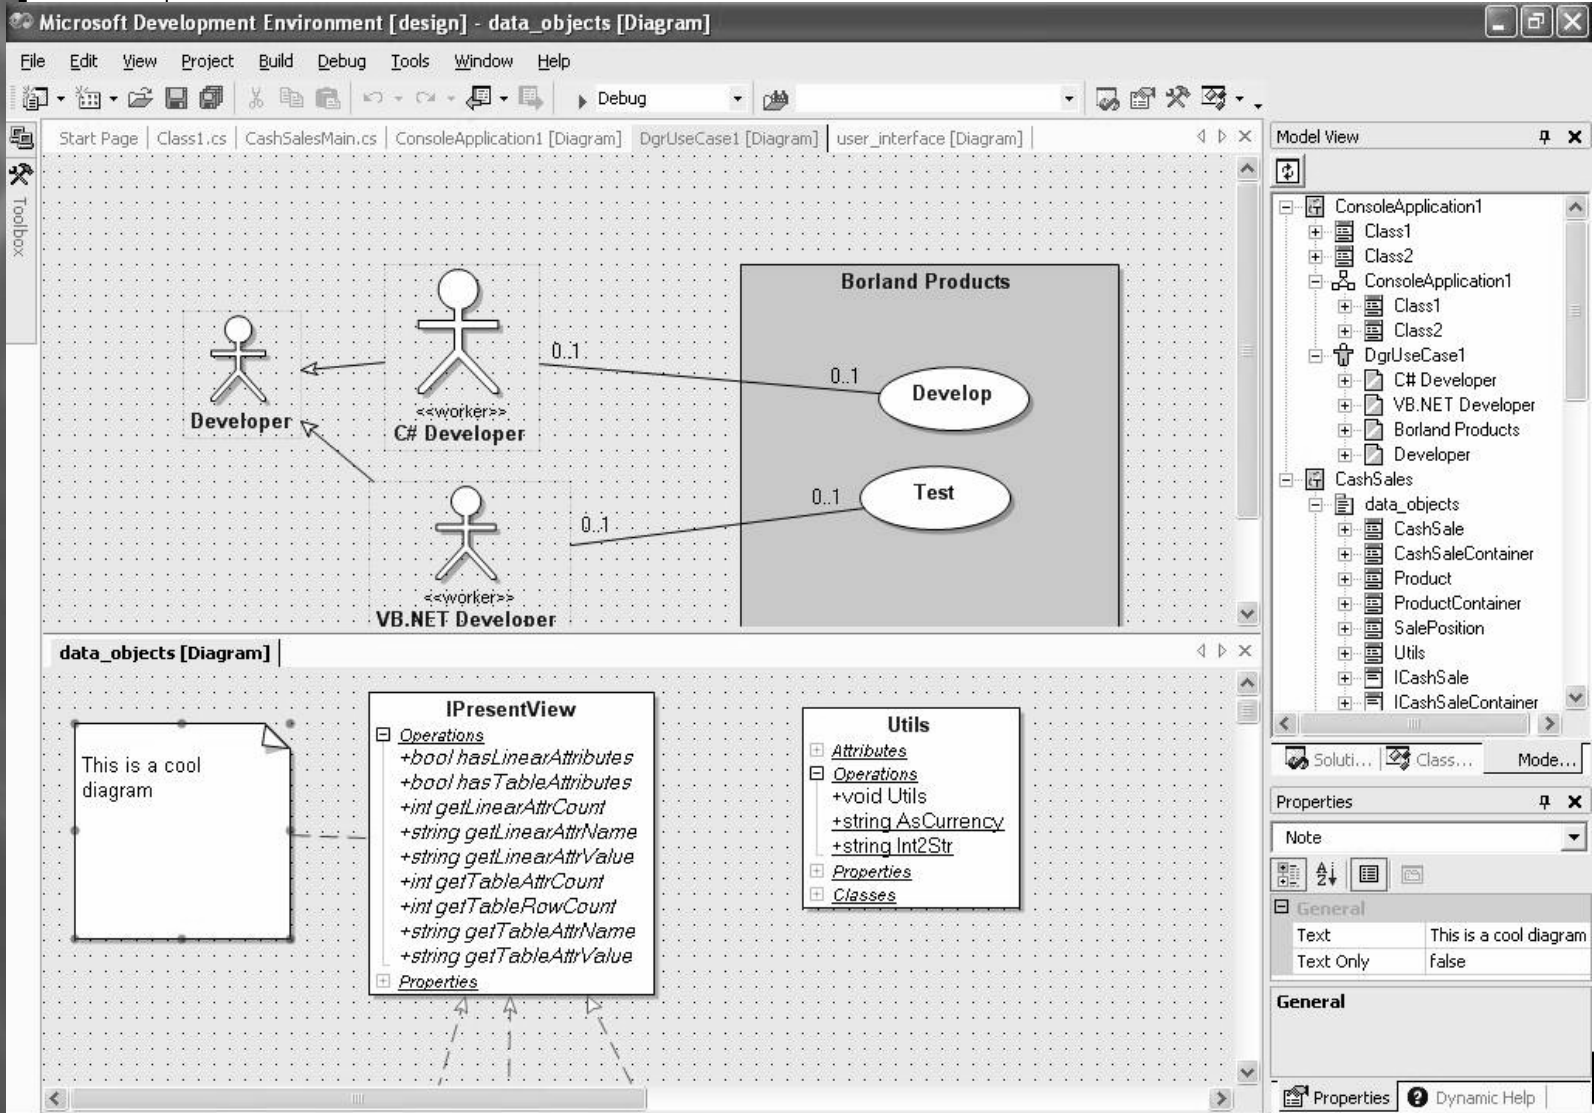 Microsoft Development Environment [design] - data_objects [Diagram]
File Edit View Project Build Debug Tools Window Help
Debug
Start Page Class1.cs CashSalesMain.cs ConsoleApplication1 [Diagram] DgrUseCase1 [Diagram] user_interface [Diagram]
Toolbox
Borland Products
0..1
0..1
Develop
Developer
<<worker>>
C# Developer
Test
0..1
0..1
<<worker>>
VB.NET Developer
data_objects [Diagram]
This is a cool
diagram
IPresentView
Operations
+bool hasLinearAttributes
+bool hasTableAttributes
+int getLinearAttrCount
+string getLinearAttrName
+string getLinearAttrValue
+int getTableAttrCount
+int getTableRowCount
+string getTableAttrName
+string getTableAttrValue
Properties
Utils
Attributes
Operations
+void Utils
+string AsCurrency
+string Int2Str
Properties
Classes
Model View
ConsoleApplication1
Class1
Class2
ConsoleApplication1
Class1
Class2
DgrUseCase1
C# Developer
VB.NET Developer
Borland Products
Developer
CashSales
data_objects
CashSale
CashSaleContainer
Product
ProductContainer
SalePosition
Utils
ICashSale
ICashSaleContainer
Soluti... Class... Mode...
Properties
Note
General
Text This is a cool diagram
Text Only false
General
Properties Dynamic Help